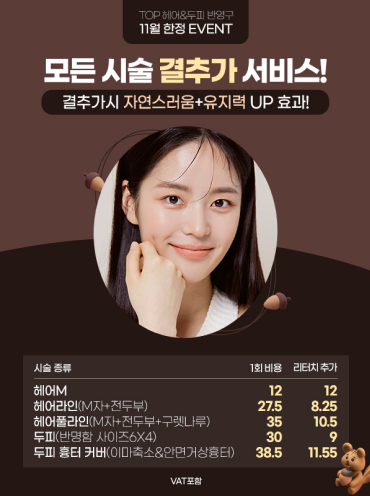 TOP 헤어&두피 반영구
11월 한정 EVENT
모든 시술 결추가 서비스!
결추가시 자연스러움+유지력 UP 효과!
시술 종류 1회 비용 리터치 추가
헤어M 12 12
헤어라인(M자+전두부) 27.5 8.25
헤어풀라인(M자+전두부+구렛나루) 35 10.5
두피(반명함 사이즈6X4) 30 9
두피 흉터 커버(이마축소&안면거상흉터) 38.5 11.55
VAT포함